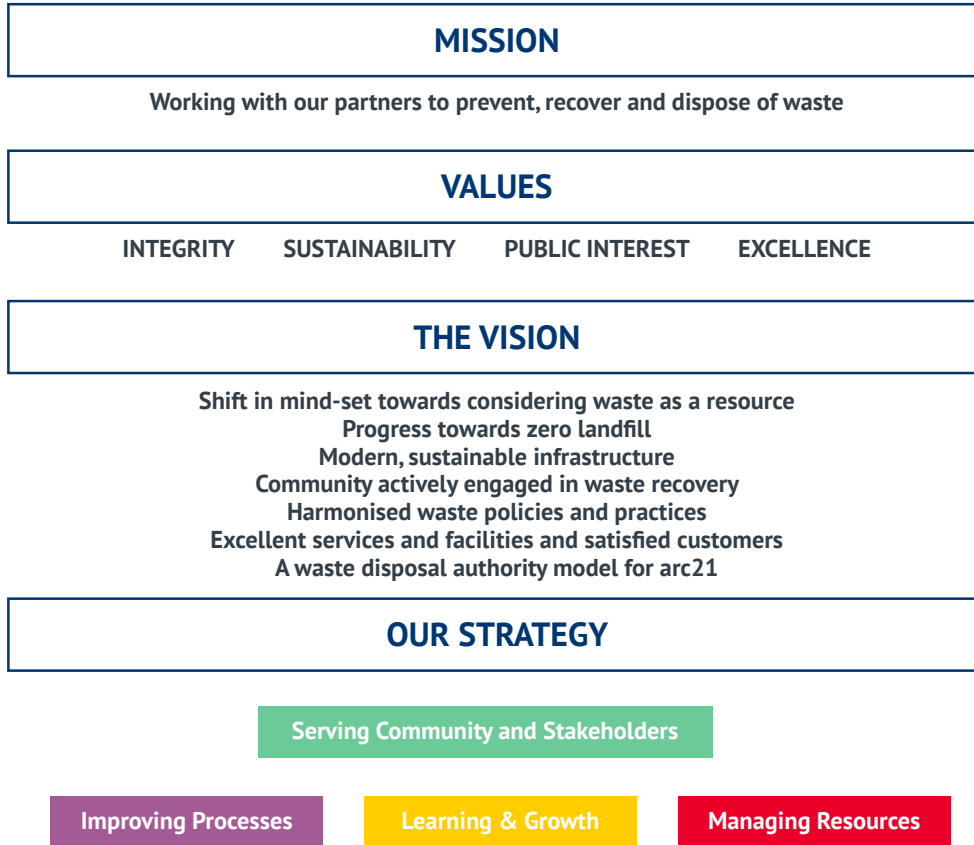 MISSION
Working with our partners to prevent, recover and dispose of waste
VALUES
INTEGRITY SUSTAINABILITY PUBLIC INTEREST EXCELLENCE
THE VISION
Shift in mind-set towards considering waste as a resource
Progress towards zero landfill
Modern, sustainable infrastructure
Community actively engaged in waste recovery
Harmonised waste policies and practices
Excellent services and facilities and satisfied customers
A waste disposal authority model for arc21
OUR STRATEGY
Serving Community and Stakeholders
Improving Processes Learning & Growth Managing Resources